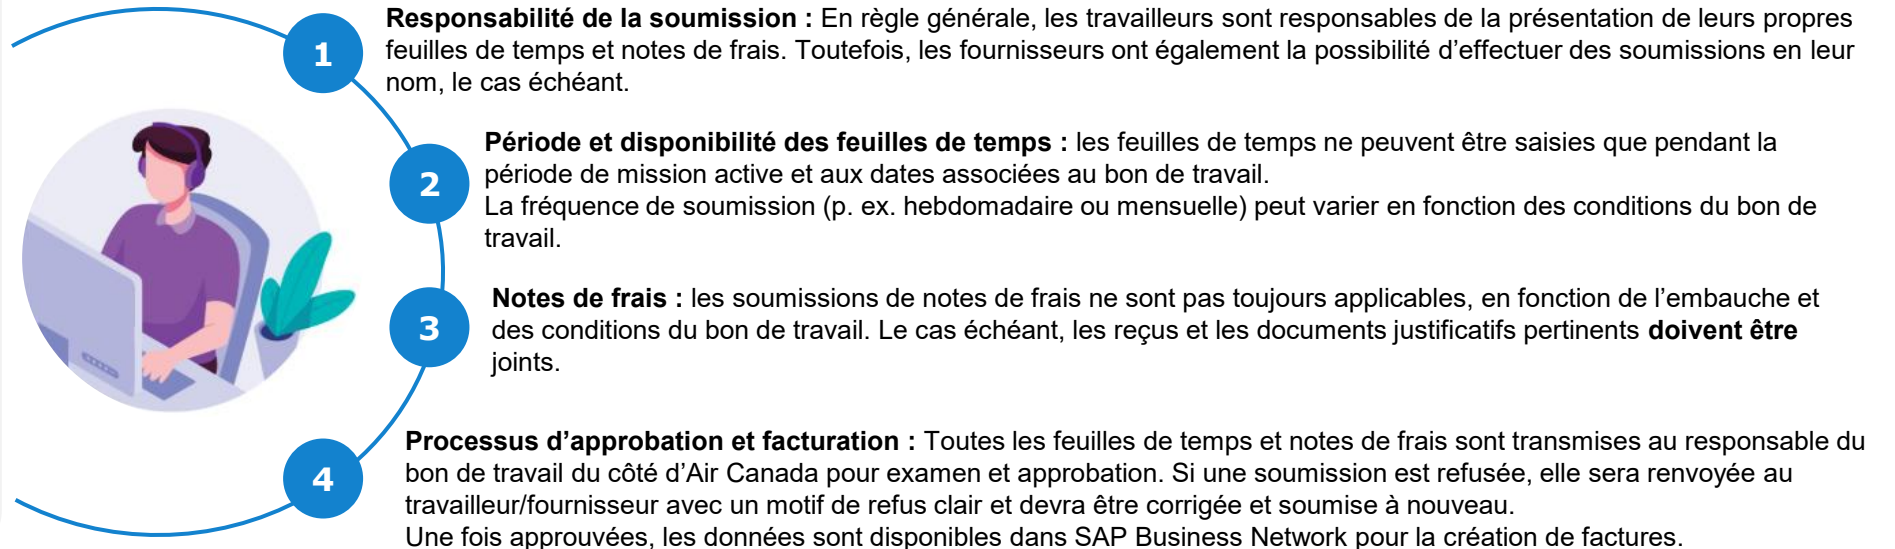 1
Responsabilité de la soumission : En règle générale, les travailleurs sont responsables de la présentation de leurs propres
feuilles de temps et notes de frais. Toutefois, les fournisseurs ont également la possibilité d’effectuer des soumissions en leur
nom, le cas échéant.
2
Période et disponibilité des feuilles de temps : les feuilles de temps ne peuvent être saisies que pendant la
période de mission active et aux dates associées au bon de travail.
La fréquence de soumission (p. ex. hebdomadaire ou mensuelle) peut varier en fonction des conditions du bon de
travail.
3
Notes de frais : les soumissions de notes de frais ne sont pas toujours applicables, en fonction de l’embauche et
des conditions du bon de travail. Le cas échéant, les reçus et les documents justificatifs pertinents doivent être
joints.
4
Processus d’approbation et facturation : Toutes les feuilles de temps et notes de frais sont transmises au responsable du
bon de travail du côté d’Air Canada pour examen et approbation. Si une soumission est refusée, elle sera renvoyée au
travailleur/fournisseur avec un motif de refus clair et devra être corrigée et soumise à nouveau.
Une fois approuvées, les données sont disponibles dans SAP Business Network pour la création de factures.